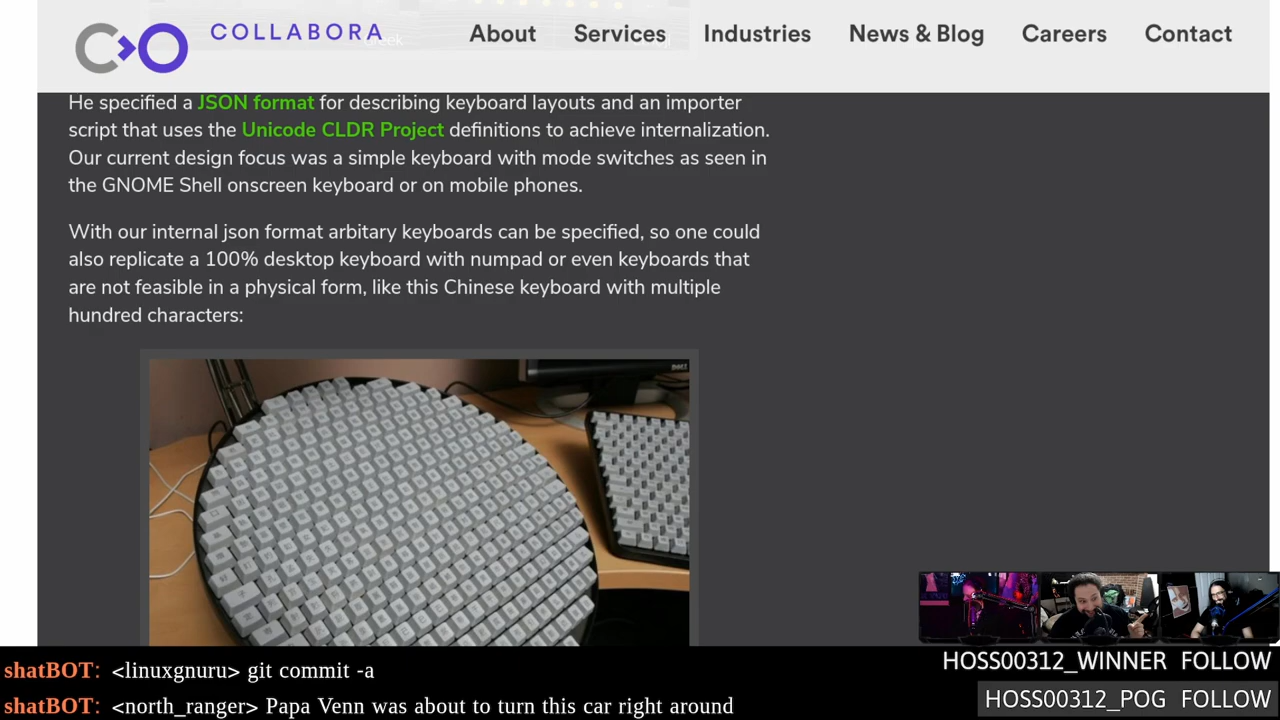 COLLABORA
About Services Industries News & Blog Careers Contact
He specified a JSON format for describing keyboard layouts and an importer
script that uses the Unicode CLDR Project definitions to achieve internalization.
Our current design focus was a simple keyboard with mode switches as seen in
the GNOME Shell onscreen keyboard or on mobile phones.
With our internal json format arbitary keyboards can be specified, so one could
also replicate a 100% desktop keyboard with numpad or even keyboards that
are not feasible in a physical form, like this Chinese keyboard with multiple
hundred characters:
DELL
shatBOT: <linuxgnuru> git commit -a
shatBOT: <north_ranger> Papa Venn was about to turn this car right around
HOSS00312_WINNER FOLLOW
HOSS00312_POG FOLLOW